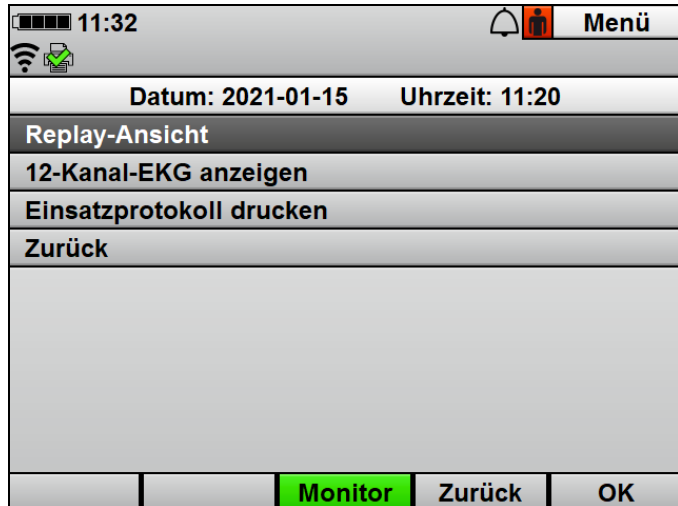 11:32 Menü
Datum: 2021-01-15 Uhrzeit: 11:20
Replay-Ansicht
12-Kanal-EKG anzeigen
Einsatzprotokoll drucken
Zurück
Monitor Zurück OK